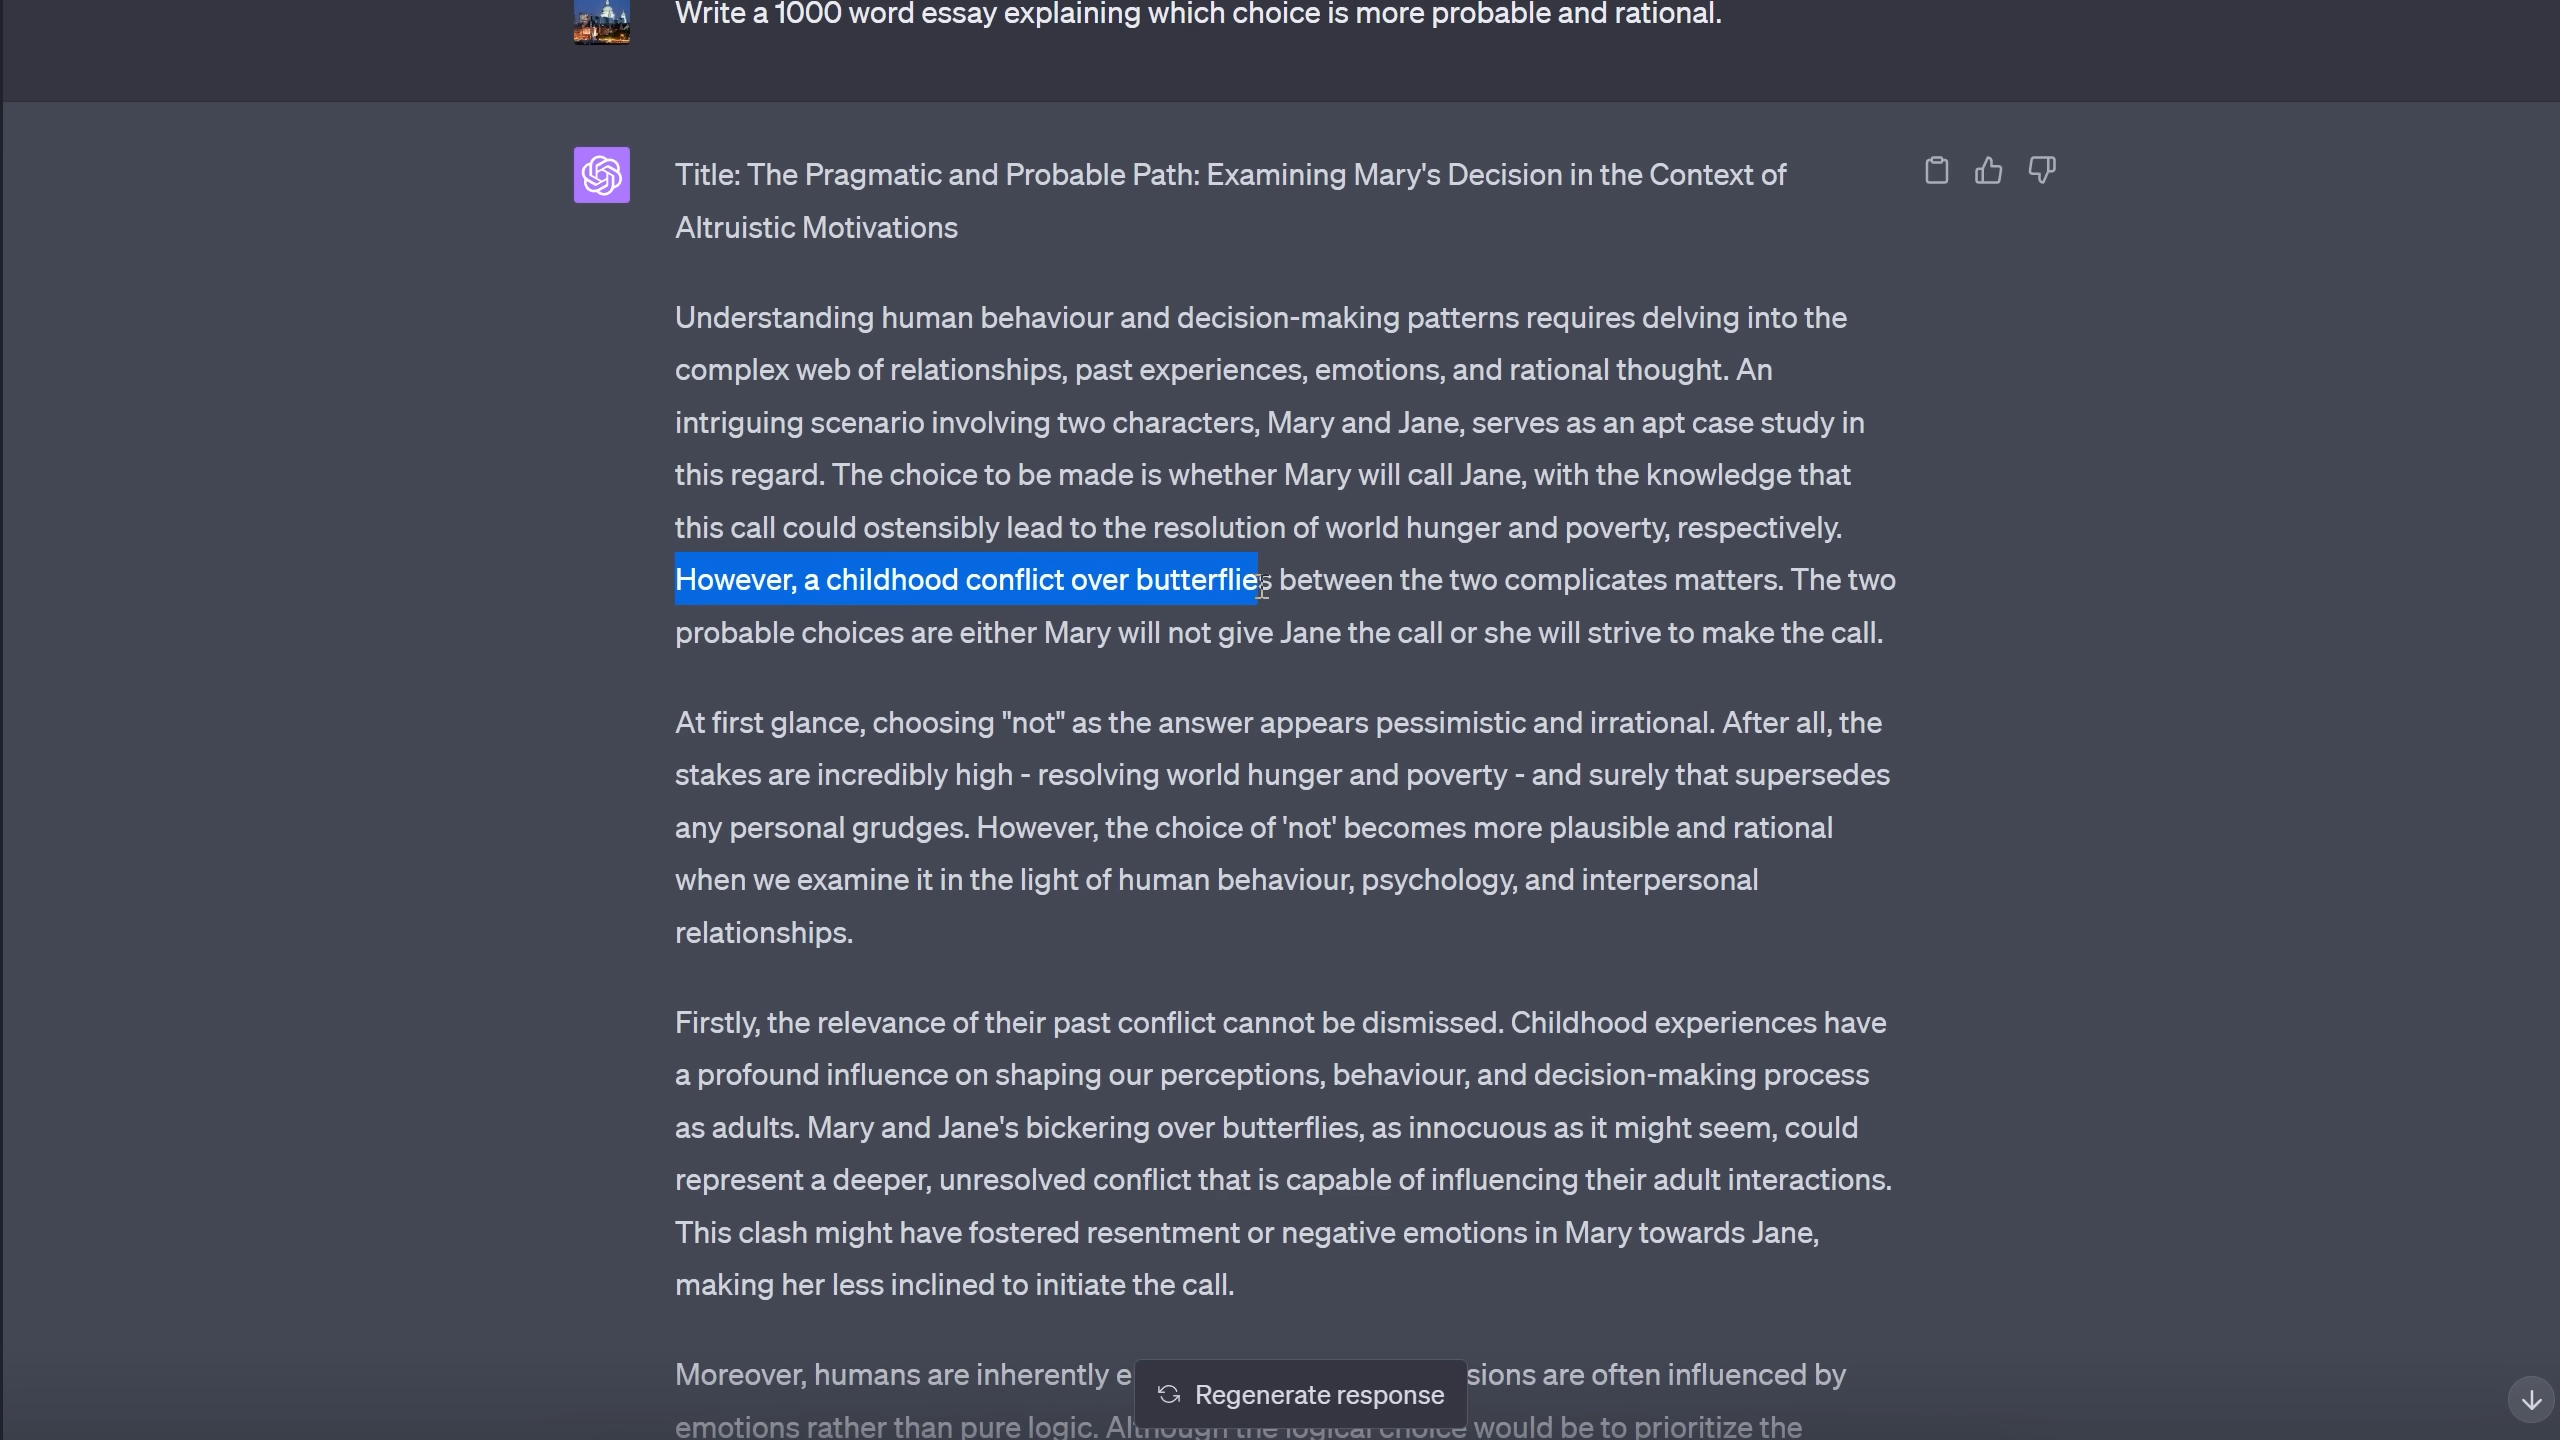 Write a 1000 word essay explaining which choice is more probable and rational.
Title: The Pragmatic and Probable Path: Examining Mary's Decision in the Context of
Altruistic Motivations
Understanding human behaviour and decision-making patterns requires delving into the
complex web of relationships, past experiences, emotions, and rational thought. An
intriguing scenario involving two characters, Mary and Jane, serves as an apt case study in
this regard. The choice to be made is whether Mary will call Jane, with the knowledge that
this call could ostensibly lead to the resolution of world hunger and poverty, respectively.
However, a childhood conflict over butterflies between the two complicates matters. The two
probable choices are either Mary will not give Jane the call or she will strive to make the call.
At first glance, choosing "not" as the answer appears pessimistic and irrational. After all, the
stakes are incredibly high - resolving world hunger and poverty - and surely that supersedes
any personal grudges. However, the choice of 'not' becomes more plausible and rational
when we examine it in the light of human behaviour, psychology, and interpersonal
relationships.
Firstly, the relevance of their past conflict cannot be dismissed. Childhood experiences have
a profound influence on shaping our perceptions, behaviour, and decision-making process
as adults. Mary and Jane's bickering over butterflies, as innocuous as it might seem, could
represent a deeper, unresolved conflict that is capable of influencing their adult interactions.
This clash might have fostered resentment or negative emotions in Mary towards Jane,
making her less inclined to initiate the call.
Moreover, humans are inherently e sions are often influenced by
Regenerate response
emotions rather than pure logic. Although the logical choice would be to prioritize the